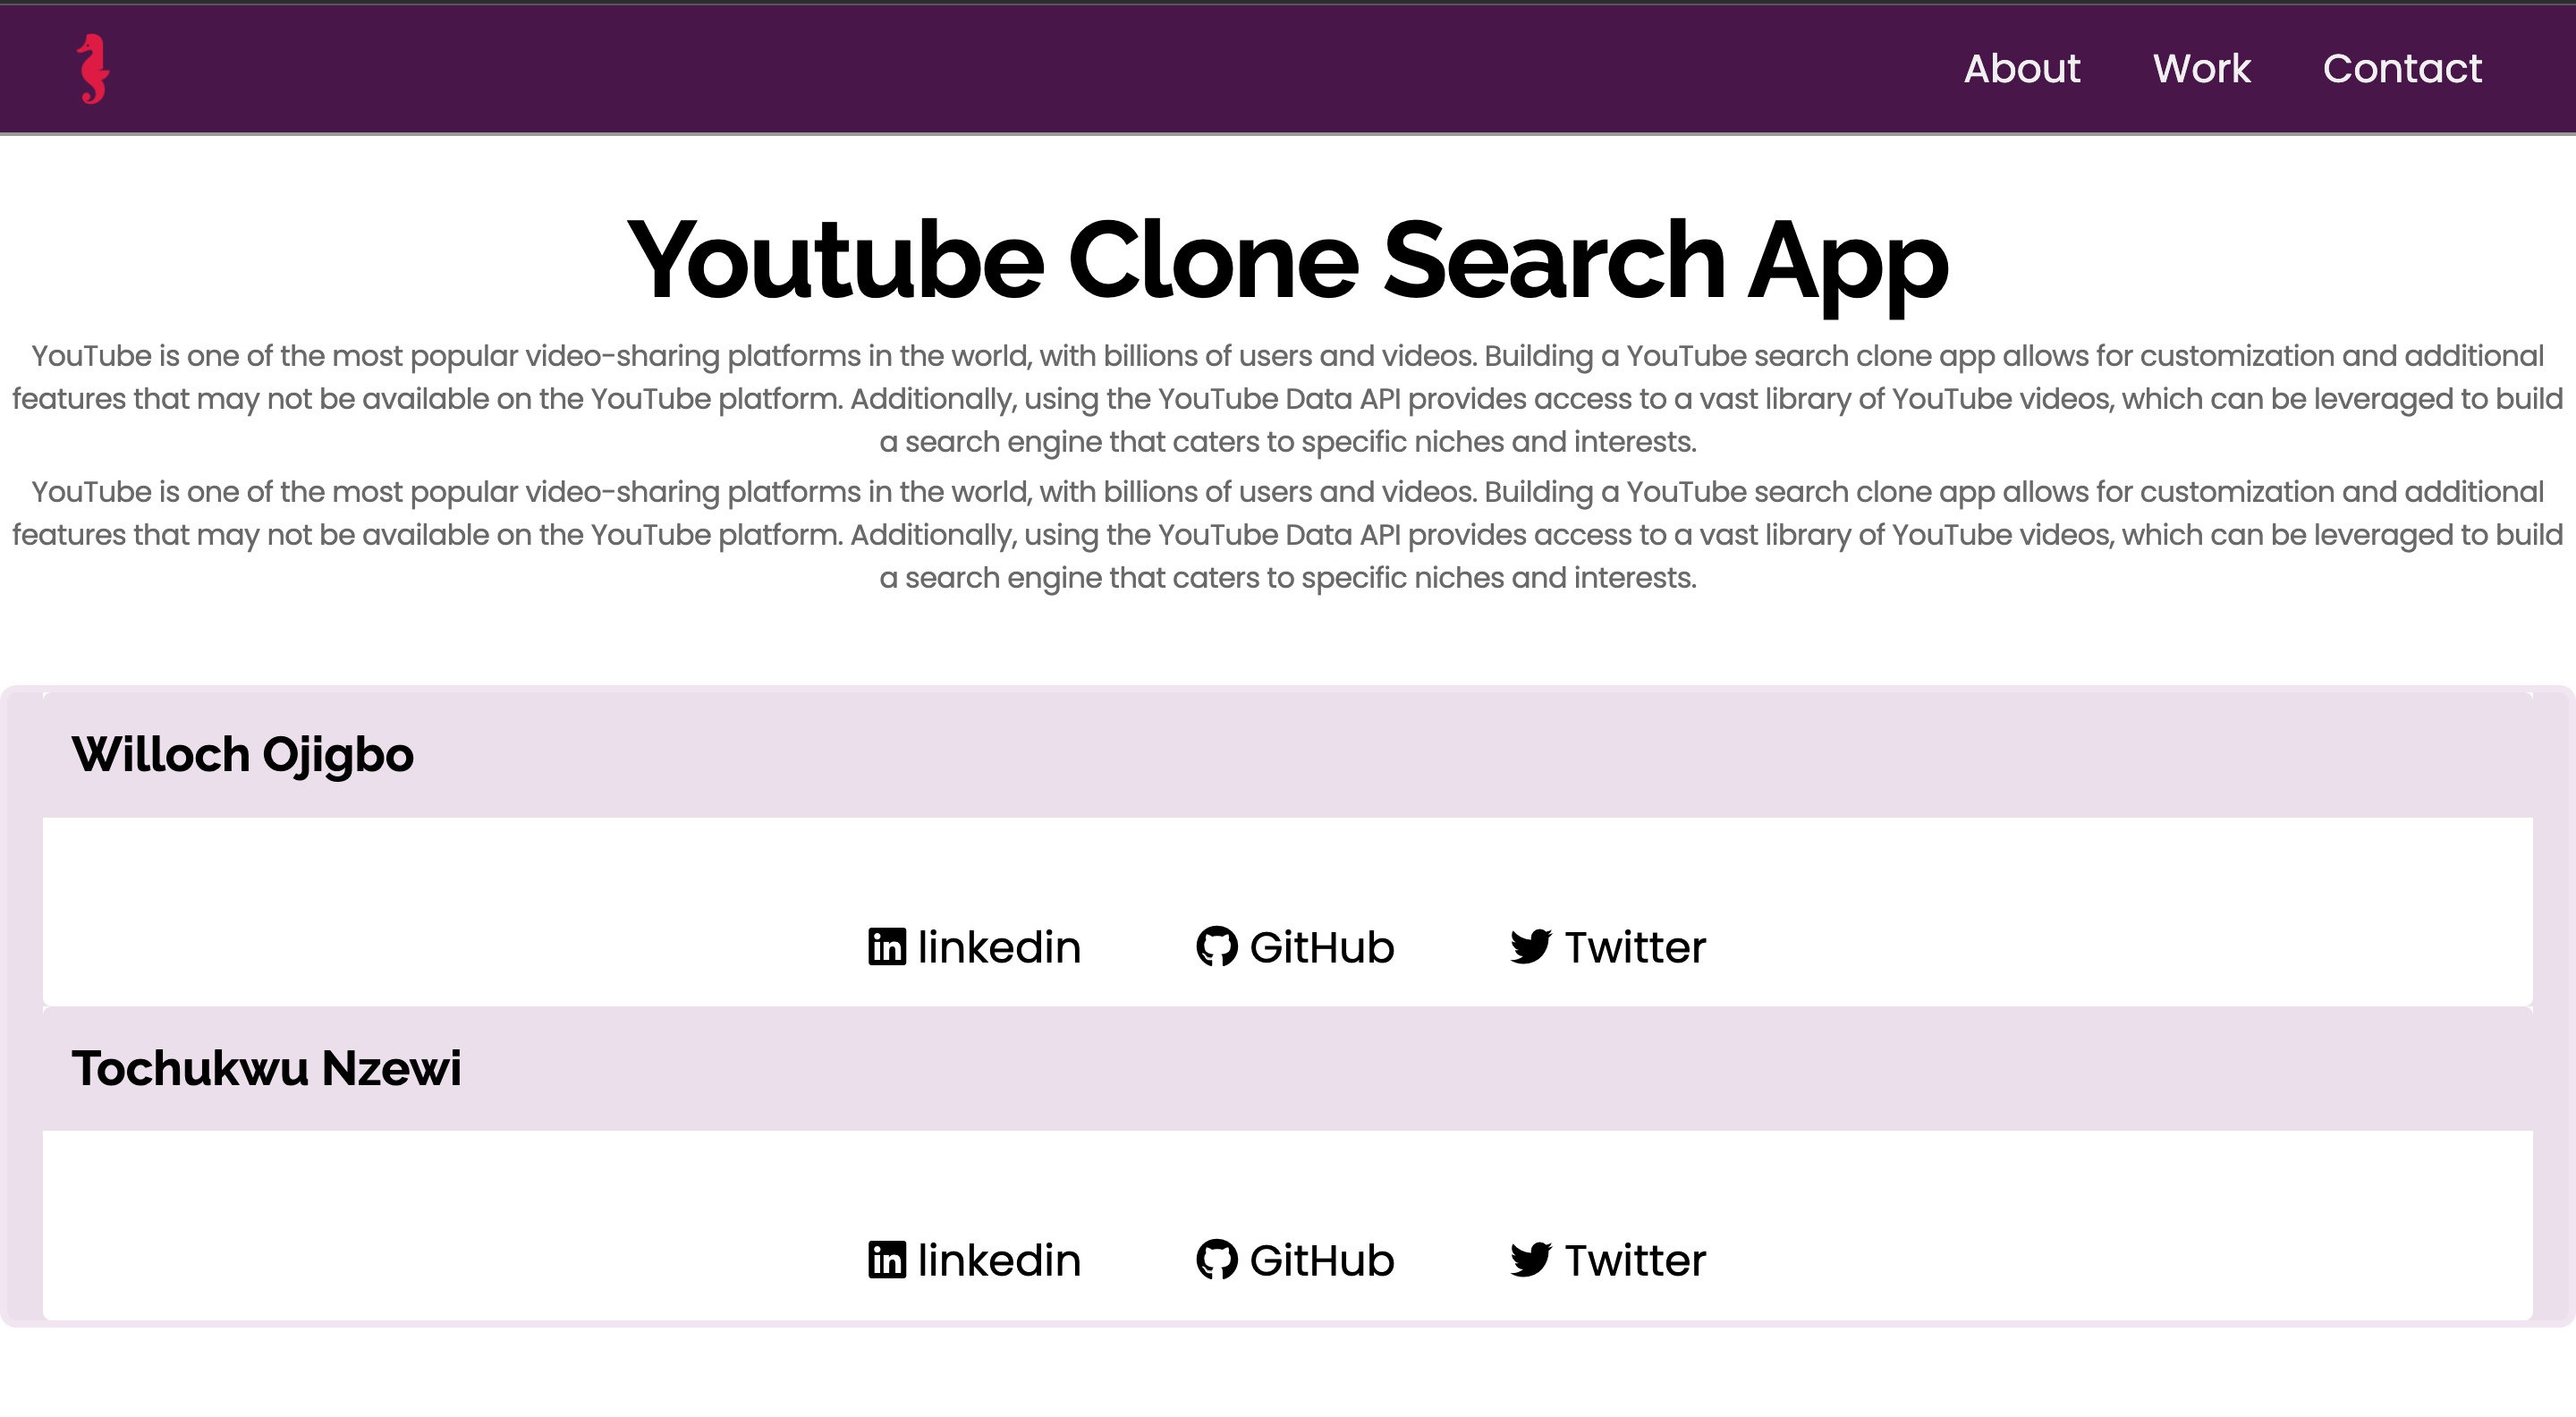 About Work Contact
Youtube Clone Search App
YouTube is one of the most popular video-sharing platforms in the world, with billions of users and videos. Building a YouTube search clone app allows for customization and additional
features that may not be available on the YouTube platform. Additionally, using the YouTube Data API provides access to a vast library of YouTube videos, which can be leveraged to build
a search engine that caters to specific niches and interests.
YouTube is one of the most popular video-sharing platforms in the world, with billions of users and videos. Building a YouTube search clone app allows for customization and additional
features that may not be available on the YouTube platform. Additionally, using the YouTube Data API provides access to a vast library of YouTube videos, which can be leveraged to build
a search engine that caters to specific niches and interests.
Willoch Ojigbo
linkedin GitHub Twitter
Tochukwu Nzewi
linkedin GitHub Twitter